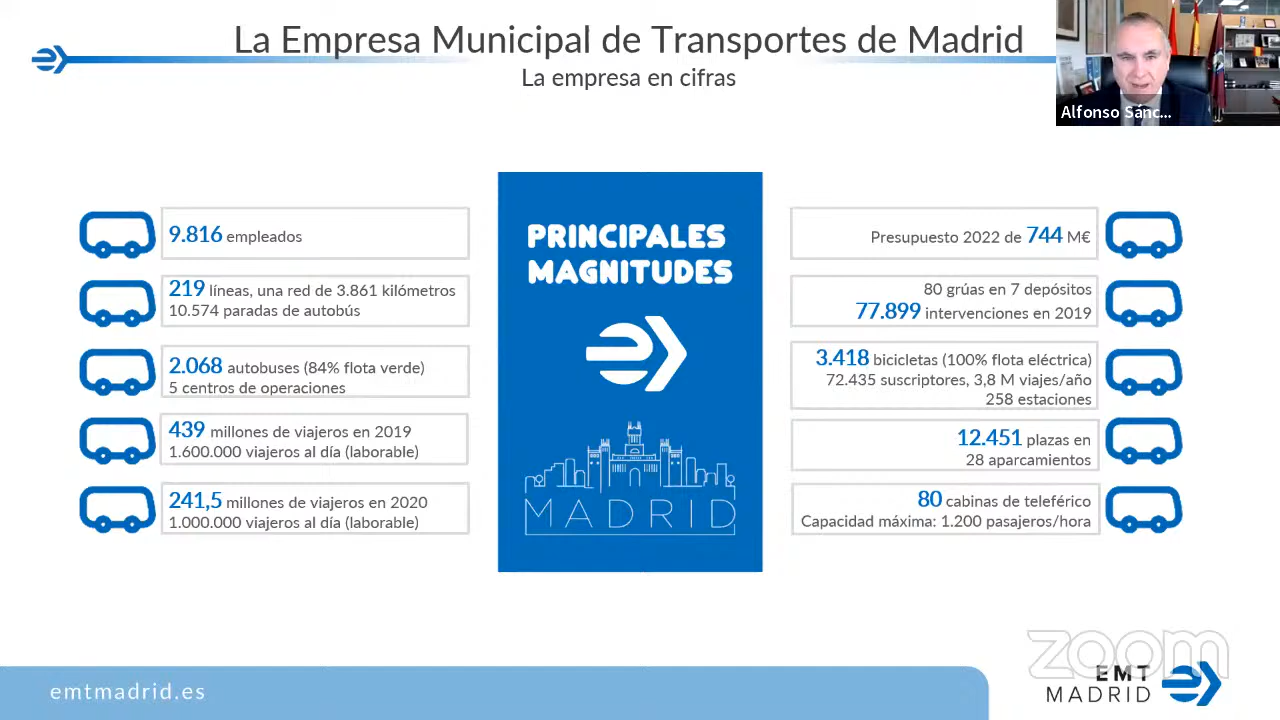 La Empresa Municipal de Transportes de Madrid
La empresa en cifras
Alfonso Sánc...
9.816 empleados
219 líneas, una red de 3.861 kilómetros
10.574 paradas de autobús
2.068 autobuses (84% flota verde)
5 centros de operaciones
439 millones de viajeros en 2019
1.600.000 viajeros al día (laborable)
241,5 millones de viajeros en 2020
1.000.000 viajeros al día (laborable)
PRINCIPALES
MAGNITUDES
MADRID
Presupuesto 2022 de 744 M€
80 grúas en 7 depósitos
77.899 intervenciones en 2019
3.418 bicicletas (100% flota eléctrica)
72.435 suscriptores, 3,8 M viajes/año
258 estaciones
12.451 plazas en
28 aparcamientos
80 cabinas de teleférico
Capacidad máxima: 1.200 pasajeros/hora
emtmadrid.es
zoom
EMT
MADRID